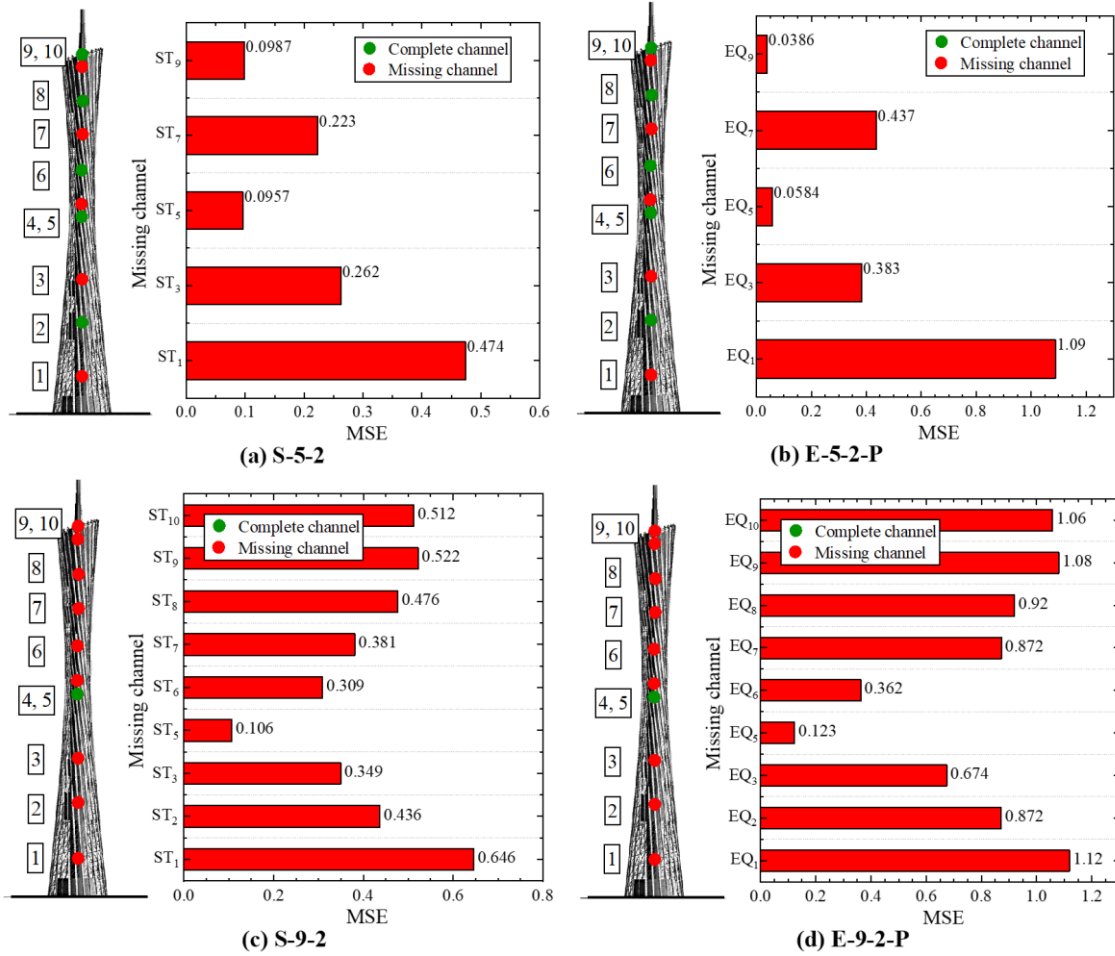 9, 10
8
7
6
4, 5
3
2
1
Missing channel
ST9
ST7
ST5
ST3
ST1
0.0987
0.223
0.0957
0.262
0.474
Complete channel
Missing channel
0.0 0.1 0.2 0.3 0.4 0.5 0.6
MSE
(a) S-5-2
9, 10
8
7
6
4, 5
3
2
1
Missing channel
EQ9
EQ7
EQ5
EQ3
EQ1
0.0386
0.437
0.0584
0.383
1.09
Complete channel
Missing channel
0.0 0.2 0.4 0.6 0.8 1.0 1.2
MSE
(b) E-5-2-P
9, 10
8
7
6
4, 5
3
2
1
Missing channel
ST10
ST9
ST8
ST7
ST6
ST5
ST3
ST2
ST1
0.512
0.522
0.476
0.381
0.309
0.106
0.349
0.436
0.646
Complete channel
Missing channel
0.0 0.2 0.4 0.6 0.8
MSE
(c) S-9-2
9, 10
8
7
6
4, 5
3
2
1
Missing channel
EQ10
EQ9
EQ8
EQ7
EQ6
EQ5
EQ3
EQ2
EQ1
1.06
1.08
0.92
0.872
0.362
0.123
0.674
0.872
1.12
Complete channel
Missing channel
0.0 0.2 0.4 0.6 0.8 1.0 1.2
MSE
(d) E-9-2-P